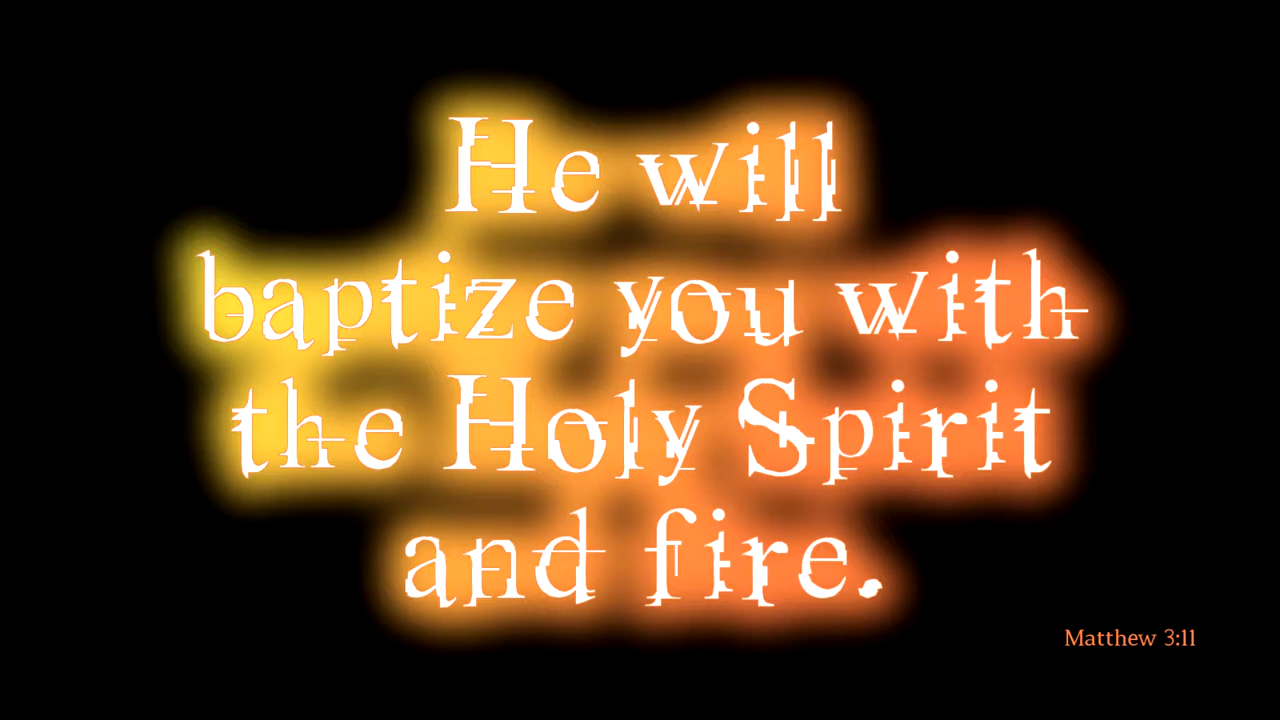 He will
baptize you with
the Holy Spirit
and fire.
Matthew 3:11